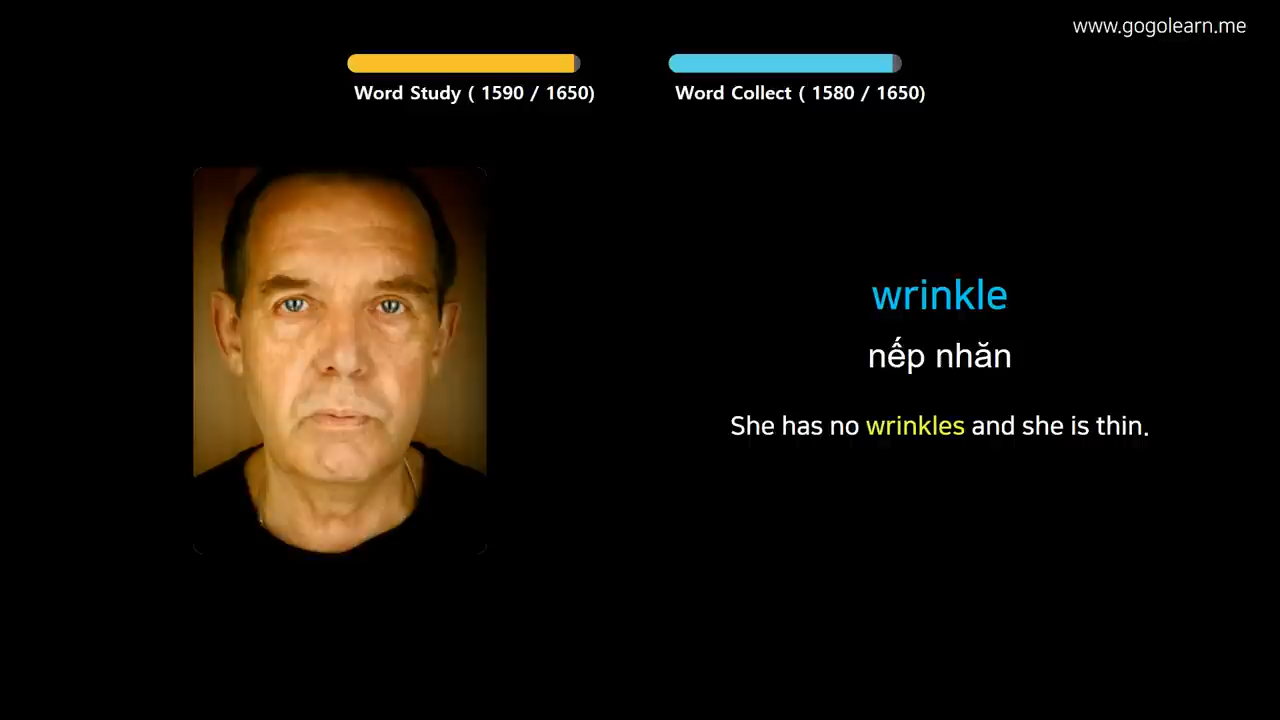 www.gogolearn.me
Word Study ( 1590 / 1650)
Word Collect ( 1580 / 1650)
wrinkle
nếp nhăn
She has no wrinkles and she is thin.